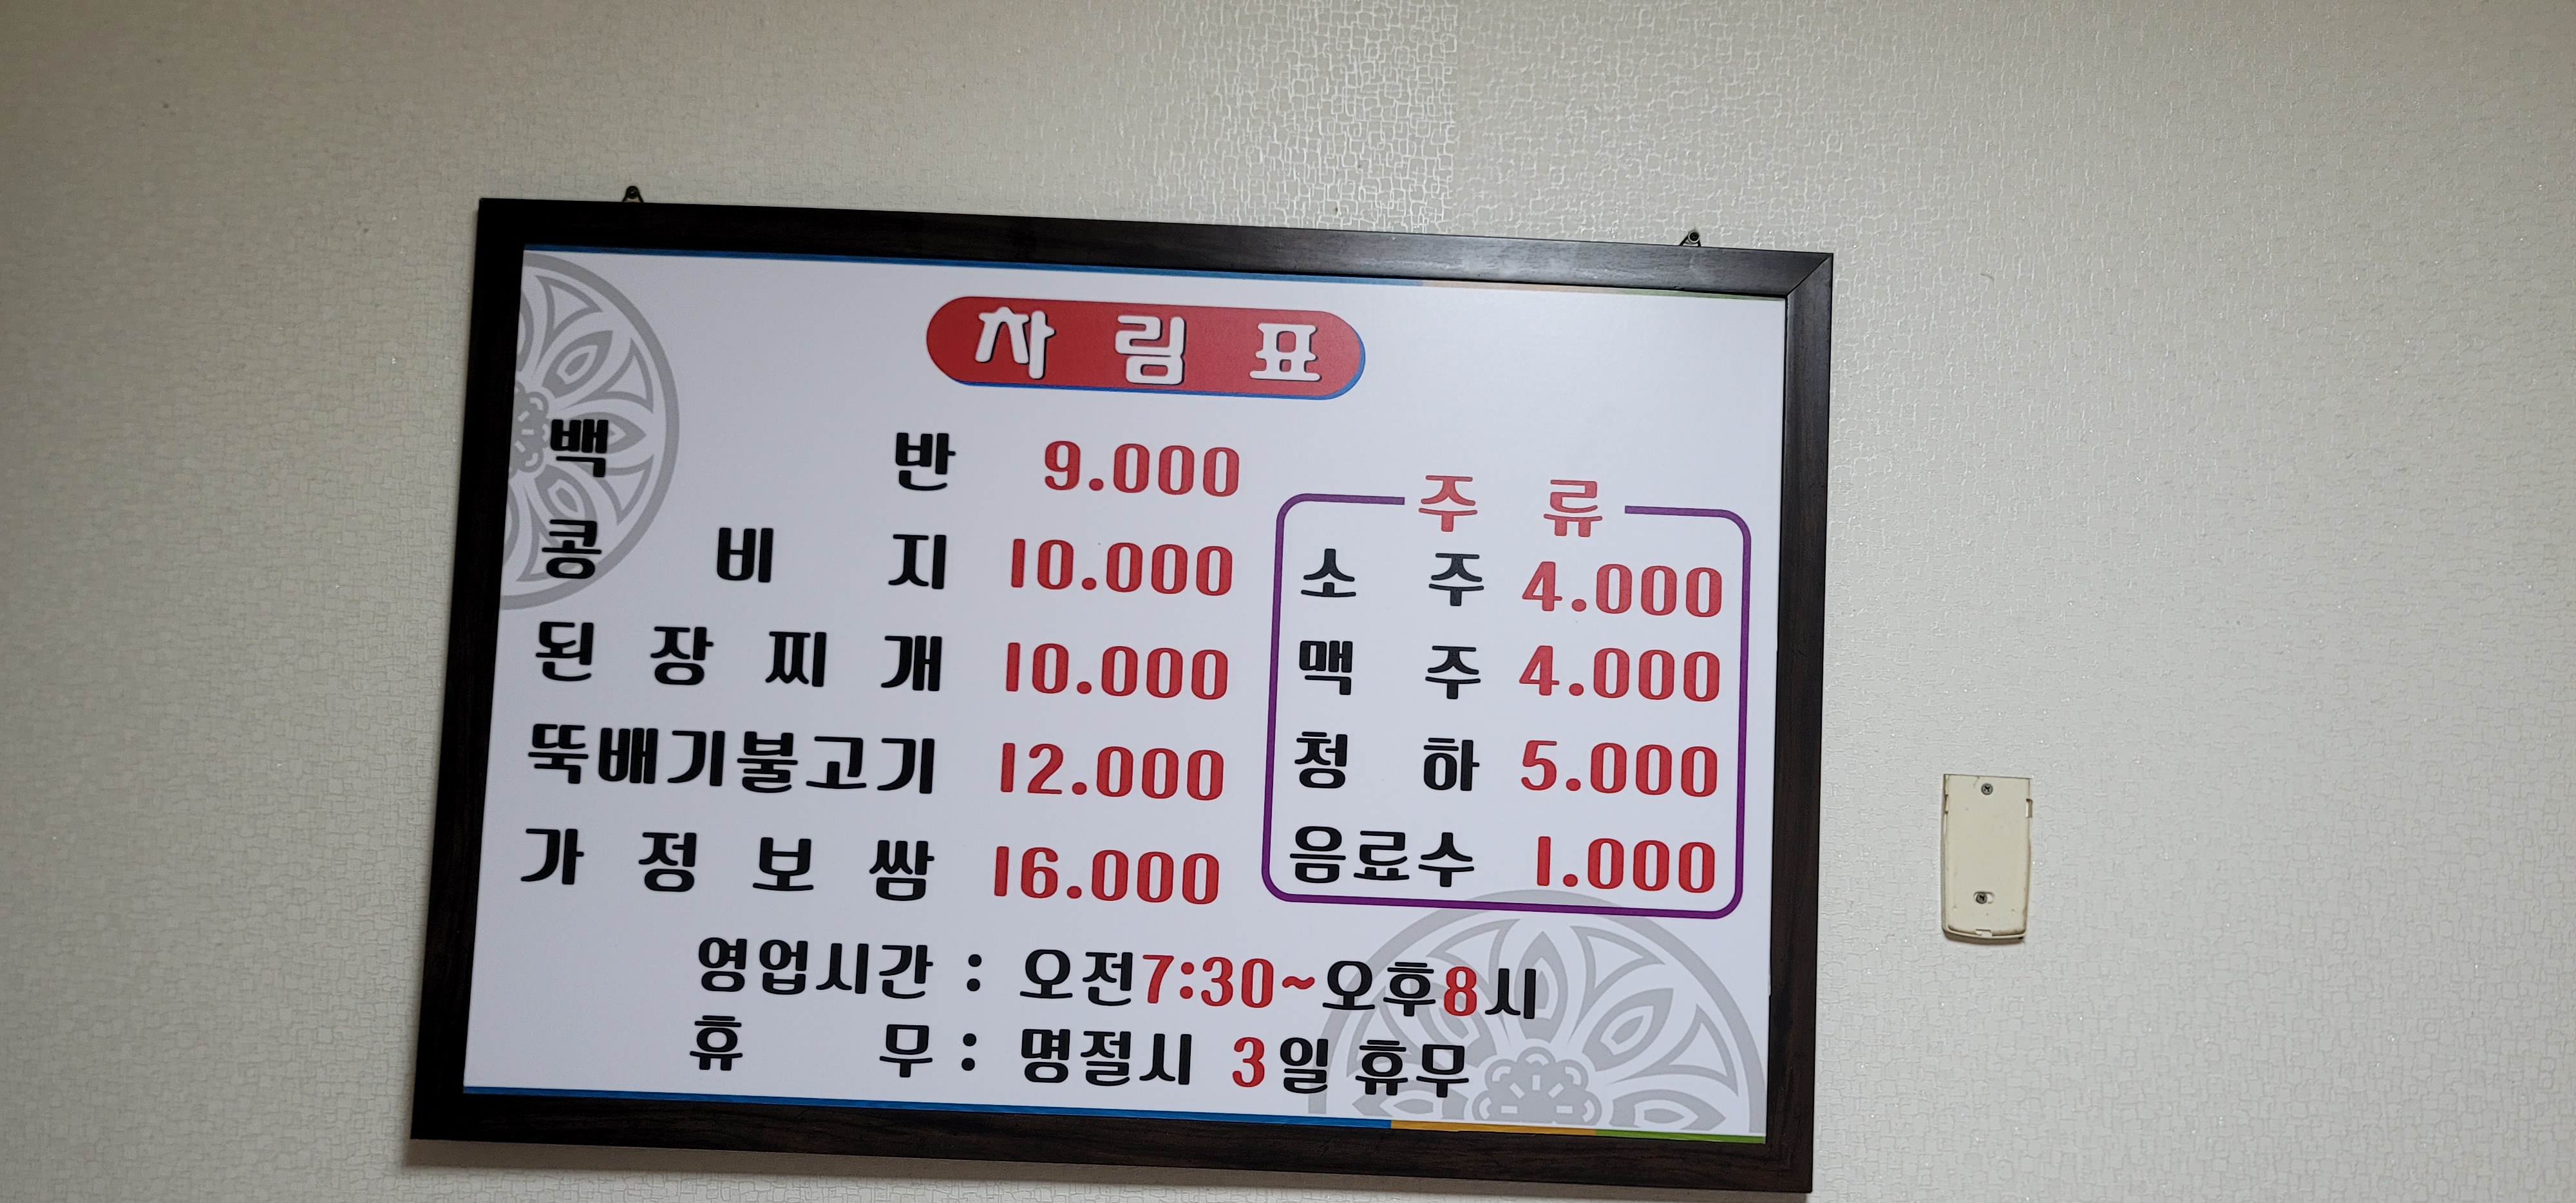 차림표
백반 9.000
콩비지 10.000
된장찌개 10.000
뚝배기불고기 12.000
가정보쌈 16.000
주류
소주 4.000
맥주 4.000
청하 5.000
음료수 1.000
영업시간 : 오전7:30~오후8시
휴무 : 명절시 3일 휴무